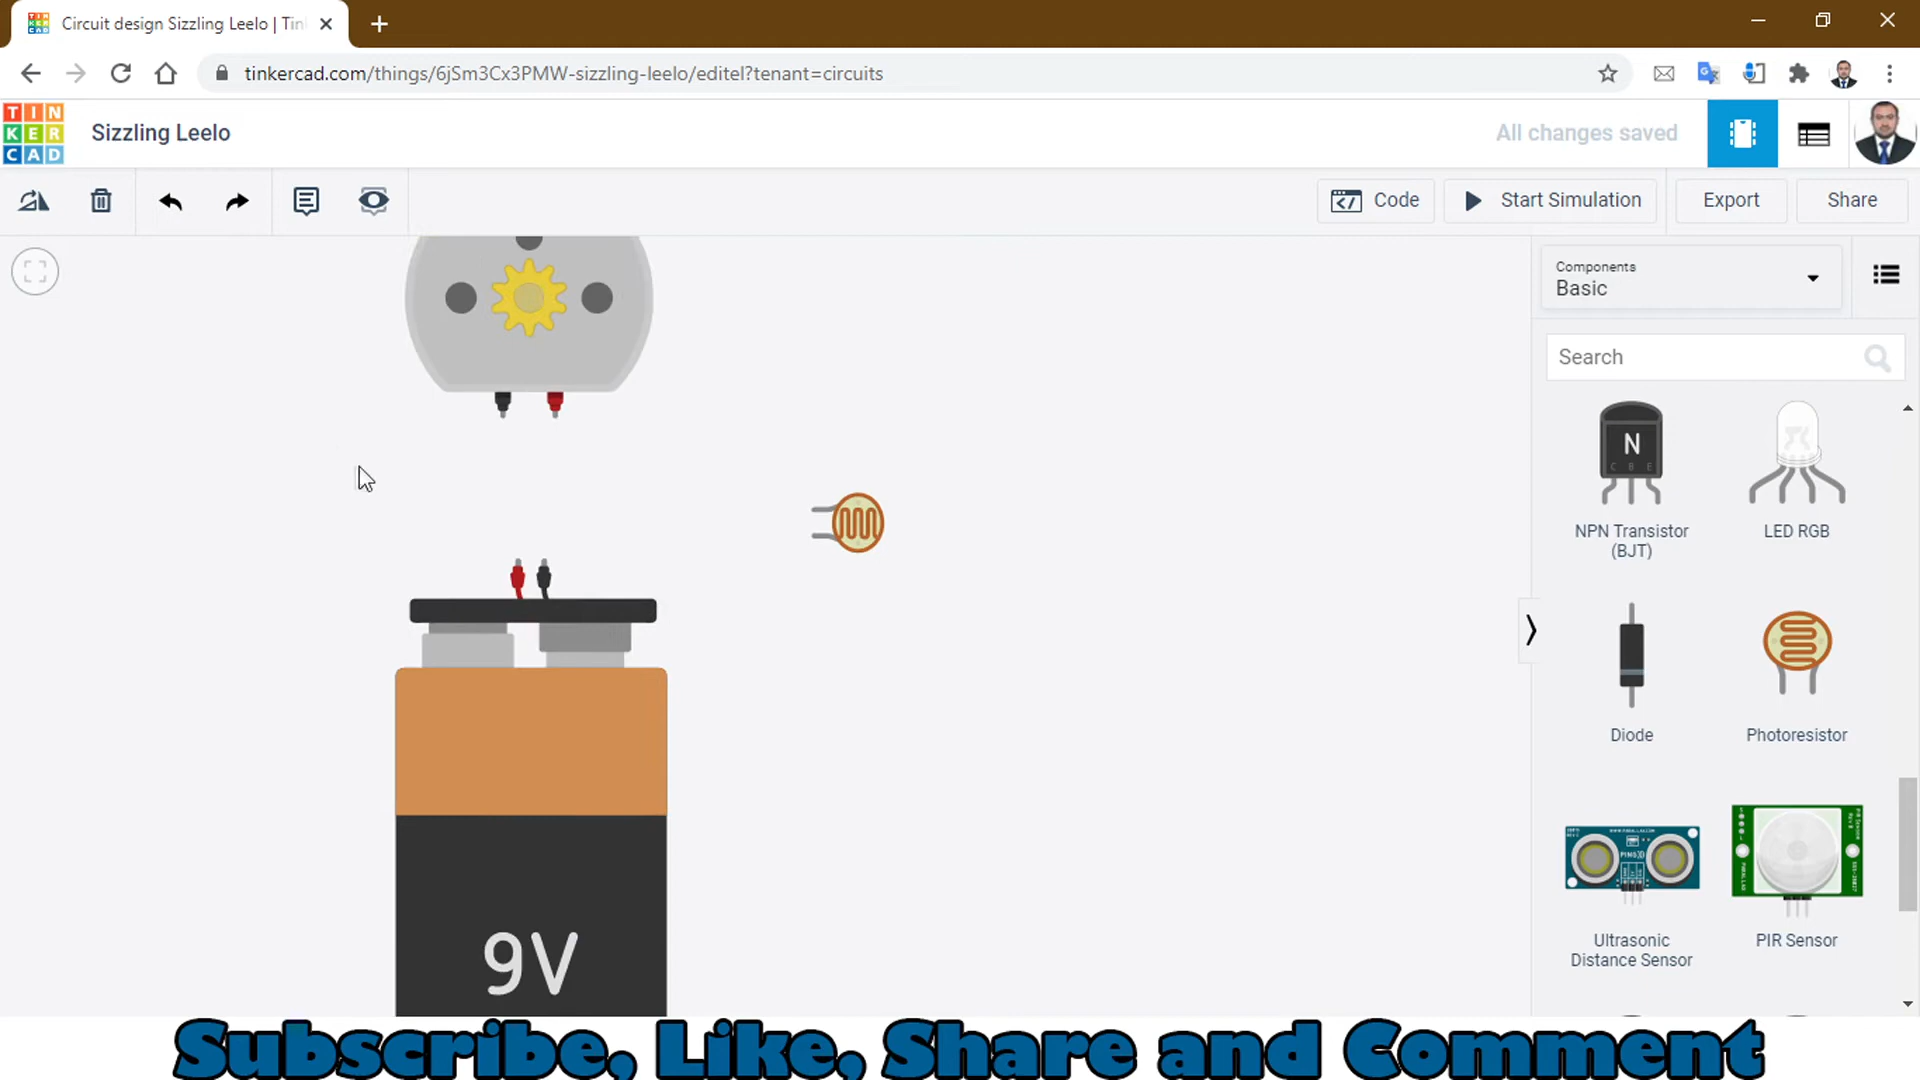 Circuit design Sizzling Leelo | Tin
tinkercad.com/things/6jSm3Cx3PMW-sizzling-leelo/editel?tenant=circuits
TIN
KER
CAD
Sizzling Leelo
All changes saved
Code
Start Simulation
Export
Share
Components
Basic
Search
N
C B E
NPN Transistor
(BJT)
LED RGB
Diode
Photoresistor
PING)))
Ultrasonic
Distance Sensor
PIR Sensor
9V
Subscribe, Like, Share and Comment